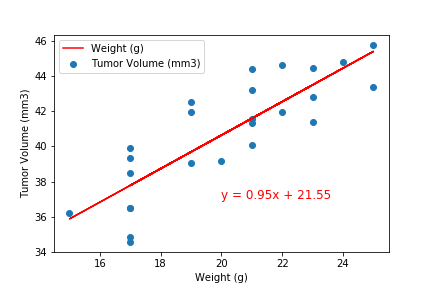 Weight (g)
Tumor Volume (mm3)
46
44
42
40
38
36
34
Tumor Volume (mm3)
y = 0.95x + 21.55
16
18
20
22
24
Weight (g)